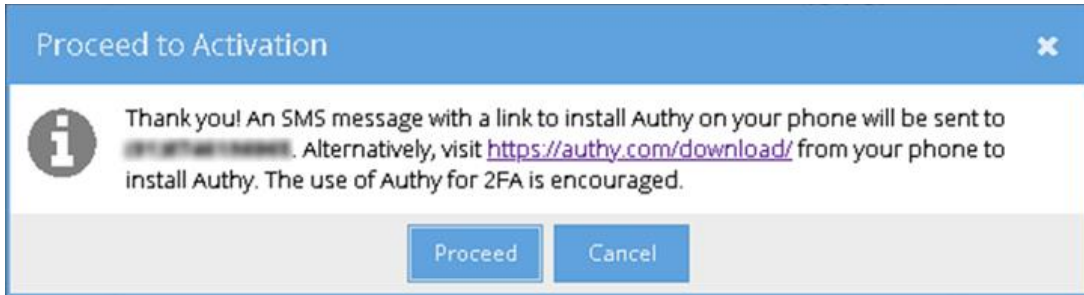 Proceed to Activation
Thank you! An SMS message with a link to install Authy on your phone will be sent to
. Alternatively, visit https://authy.com/download/ from your phone to
install Authy. The use of Authy for 2FA is encouraged.
Proceed
Cancel